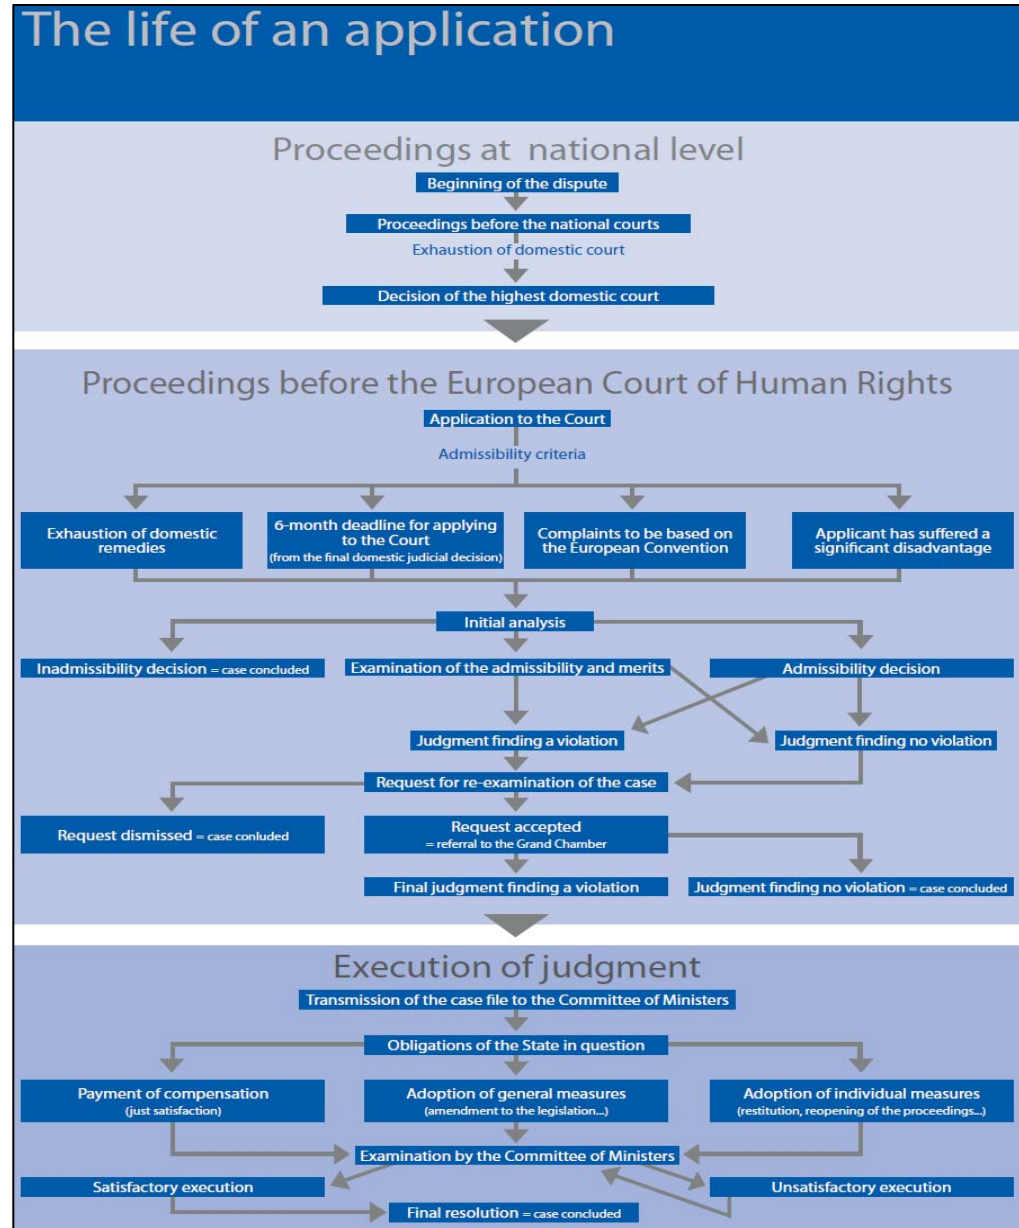 The life of an application
Proceedings at national level
Beginning of the dispute
Proceedings before the national courts
Exhaustion of domestic court
Decision of the highest domestic court
Proceedings before the European Court of Human Rights
Application to the Court
Admissibility criteria
Exhaustion of domestic
remedies
6-month deadline for applying
to the Court
(from the final domestic judicial decision)
Complaints to be based on
the European Convention
Applicant has suffered a
significant disadvantage
Initial analysis
Inadmissibility decision = case concluded
Examination of the admissibility and merits
Admissibility decision
Judgment finding a violation
Judgment finding no violation
Request for re-examination of the case
Request dismissed = case conluded
Request accepted
= referral to the Grand Chamber
Final judgment finding a violation
Judgment finding no violation = case concluded
Execution of judgment
Transmission of the case file to the Committee of Ministers
Obligations of the State in question
Payment of compensation
(just satisfaction)
Adoption of general measures
(amendment to the legislation...)
Adoption of individual measures
(restitution, reopening of the proceedings...)
Examination by the Committee of Ministers
Satisfactory execution
Unsatisfactory execution
Final resolution = case concluded